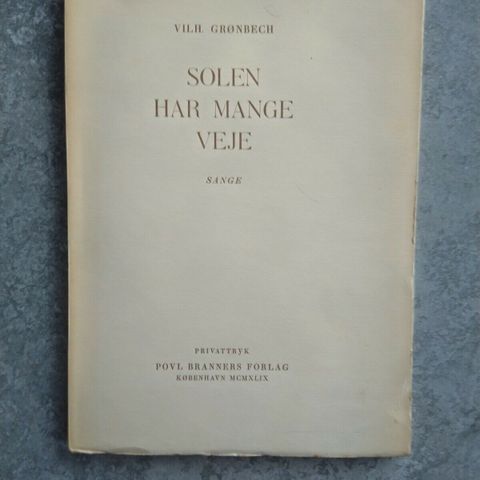 VILH. GRØNBECH
SOLEN
HAR MANGE
VEJE
SANGE
PRIVATTRYK
POVL BRANNERS FORLAG
KØBENHAVN MCMXLIX